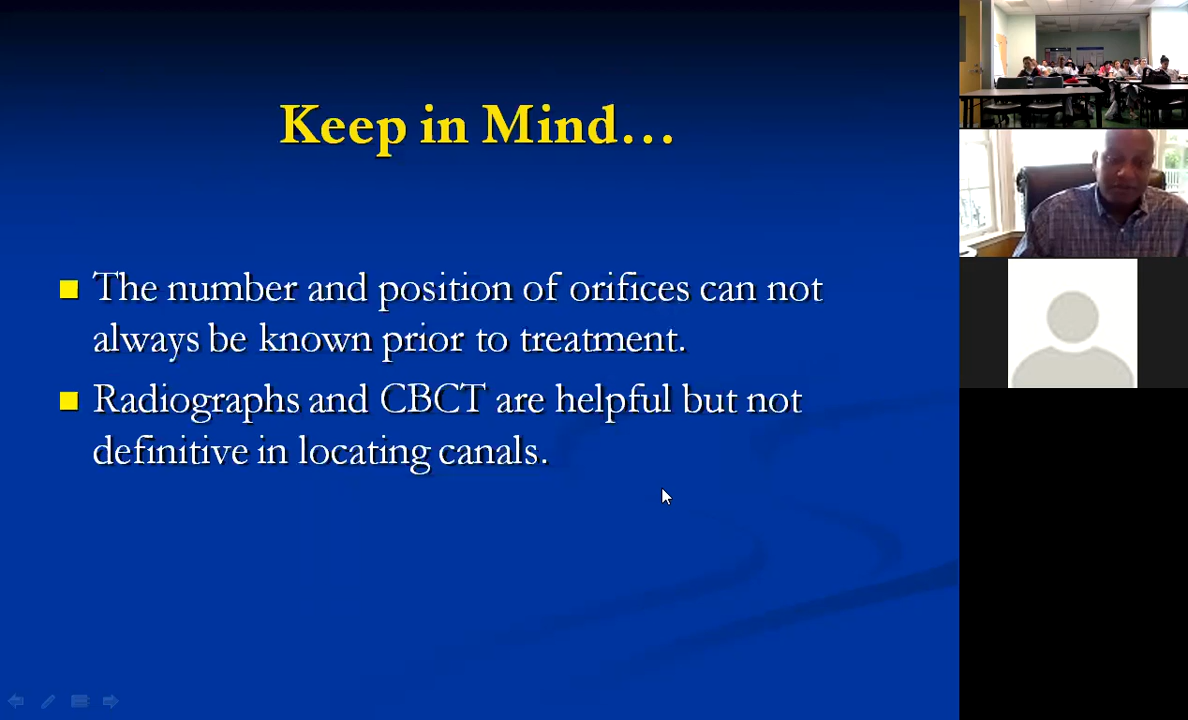 Keep in Mind...
The number and position of orifices can not
always be known prior to treatment.
Radiographs and CBCT are helpful but not
definitive in locating canals.